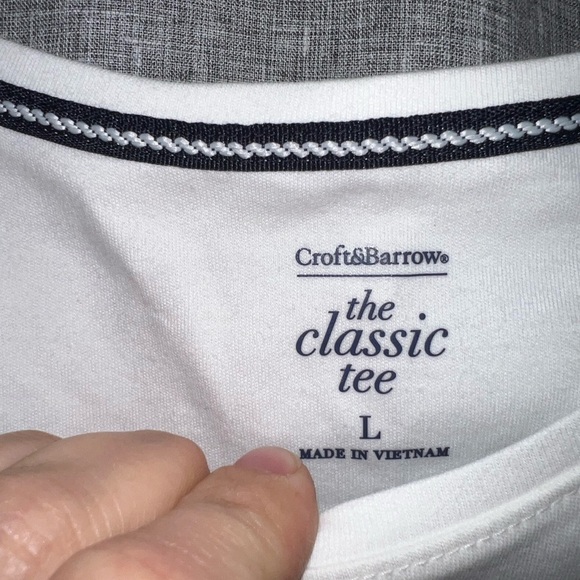 Croft&Barrow®
the
classic
tee
L
MADE IN VIETNAM